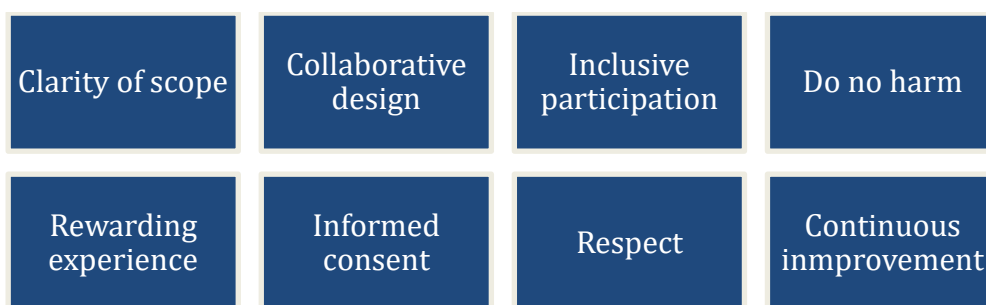 Clarity of scope
Collaborative
design
Inclusive
participation
Do no harm
Rewarding
experience
Informed
consent
Respect
Continuous
inmprovement